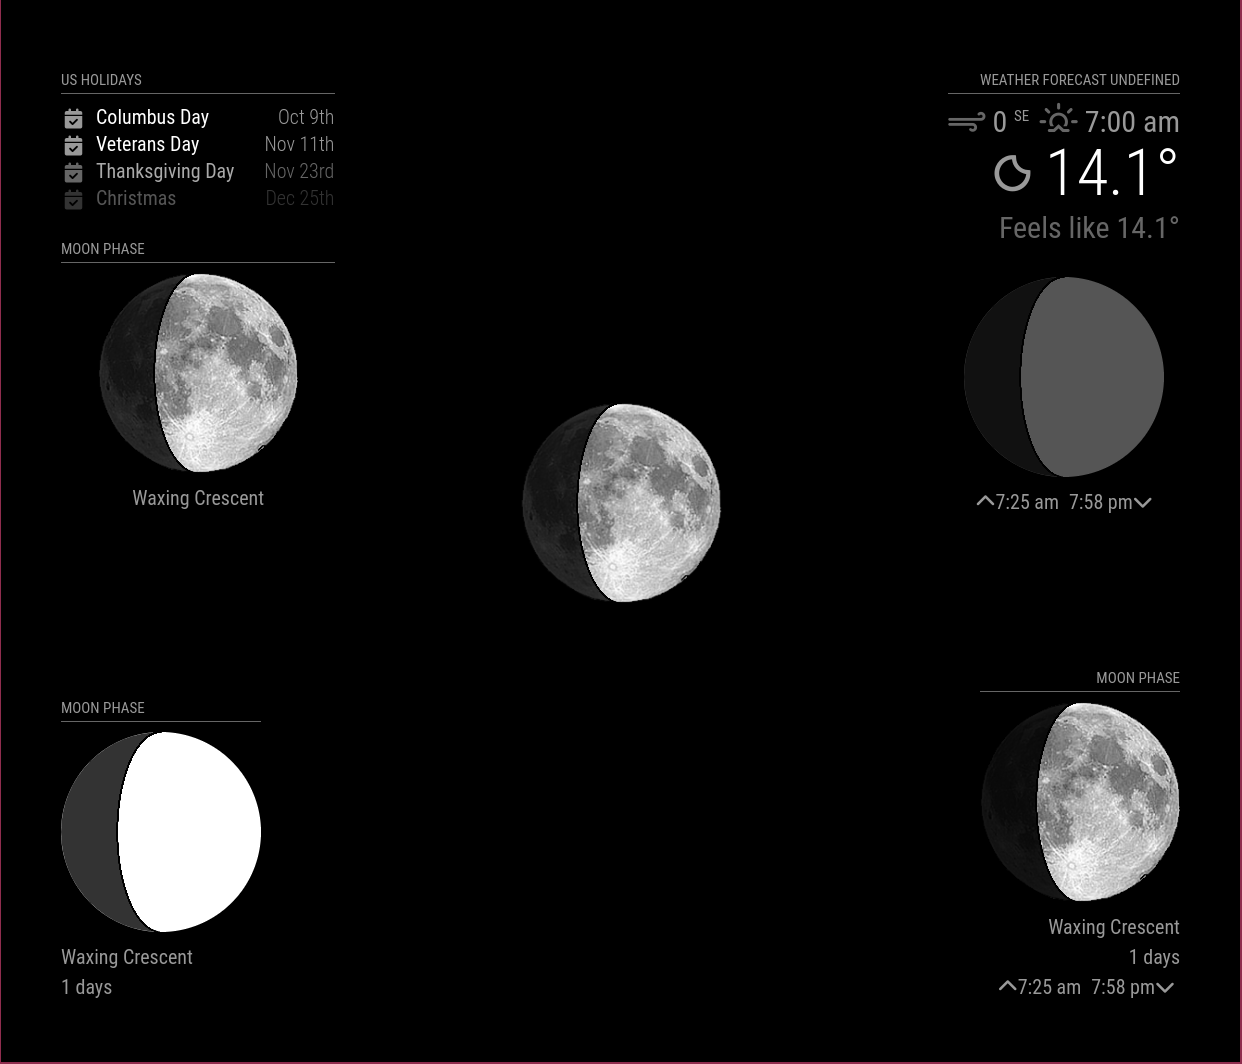 US HOLIDAYS
Columbus Day Oct 9th
Veterans Day Nov 11th
Thanksgiving Day Nov 23rd
Christmas Dec 25th
MOON PHASE
Waxing Crescent
WEATHER FORECAST UNDEFINED
0 SE 7:00 am
14.1°
Feels like 14.1°
7:25 am 7:58 pm
MOON PHASE
Waxing Crescent
1 days
MOON PHASE
Waxing Crescent
1 days
7:25 am 7:58 pm